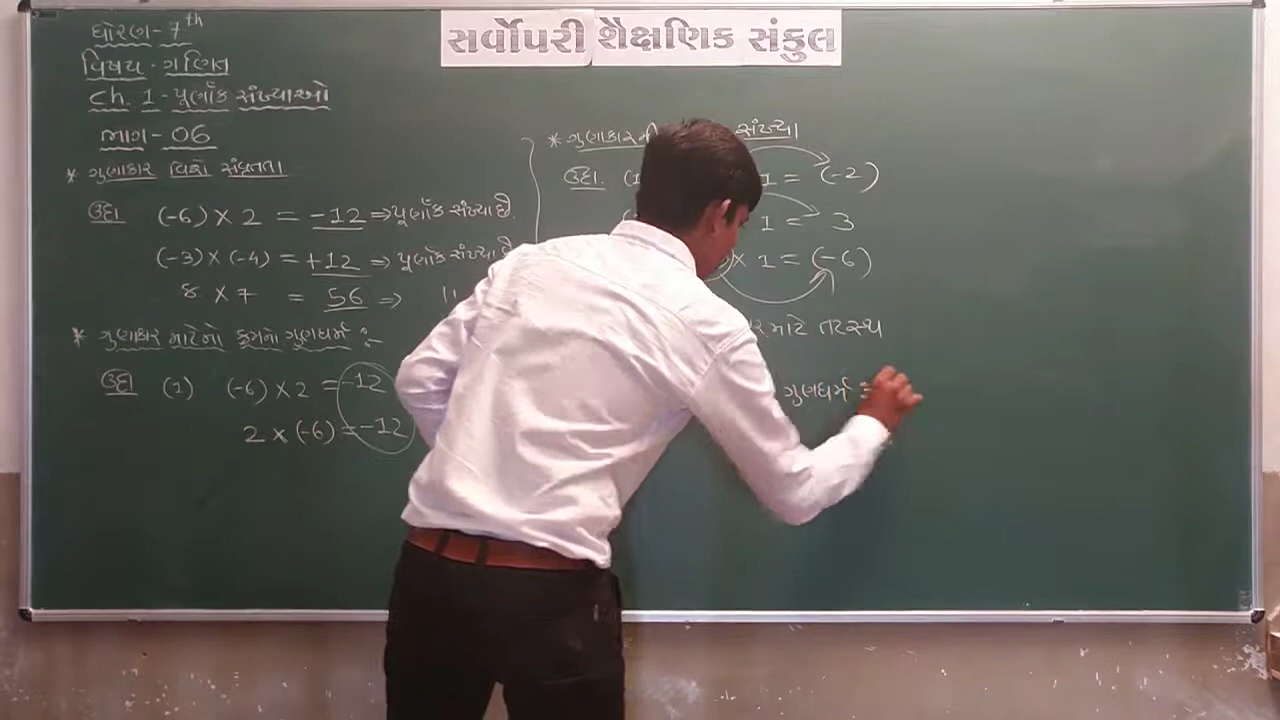 સર્વોપરી શૈક્ષણિક સંકુલ
ધોરણ - 7th
વિષય - ગણિત
Ch. 1 - પૂર્ણાંક સંખ્યાઓ
ભાગ - 06
* ગુણાકાર વિશે સંવૃતતા
ઉદા (-6) × 2 = -12 ⇒ પૂર્ણાંક સંખ્યા છે.
(-3) × (-4) = +12 ⇒ પૂર્ણાંક સંખ્યા છે
8 × 7 = 56 ⇒ "
* ગુણાકાર માટેનો ક્રમનો ગુણધર્મ :-
ઉદા (1) (-6) × 2 = -12
2 × (-6) = -12
* ગુણાકારની સંખ્યા
ઉદા. (1 1 = (-2)
1 = 3
× 1 = (-6)
માટે તટસ્થ
ગુણધર્મ